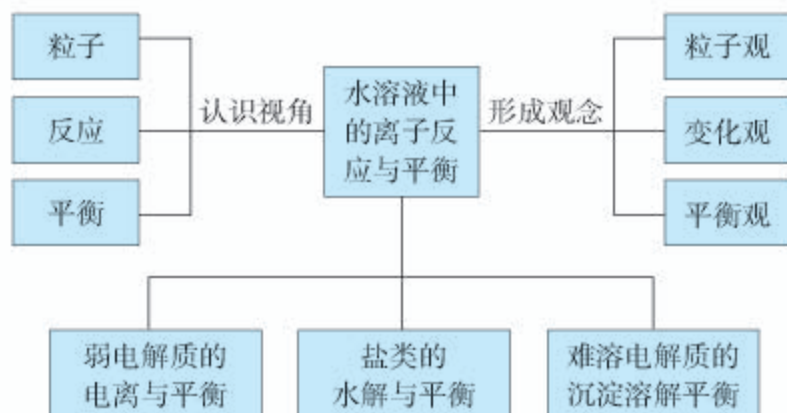 粒子
反应
平衡
认识视角
水溶液中
的离子反
应与平衡
形成观念
粒子观
变化观
平衡观
弱电解质的
电离与平衡
盐类的
水解与平衡
难溶电解质的
沉淀溶解平衡